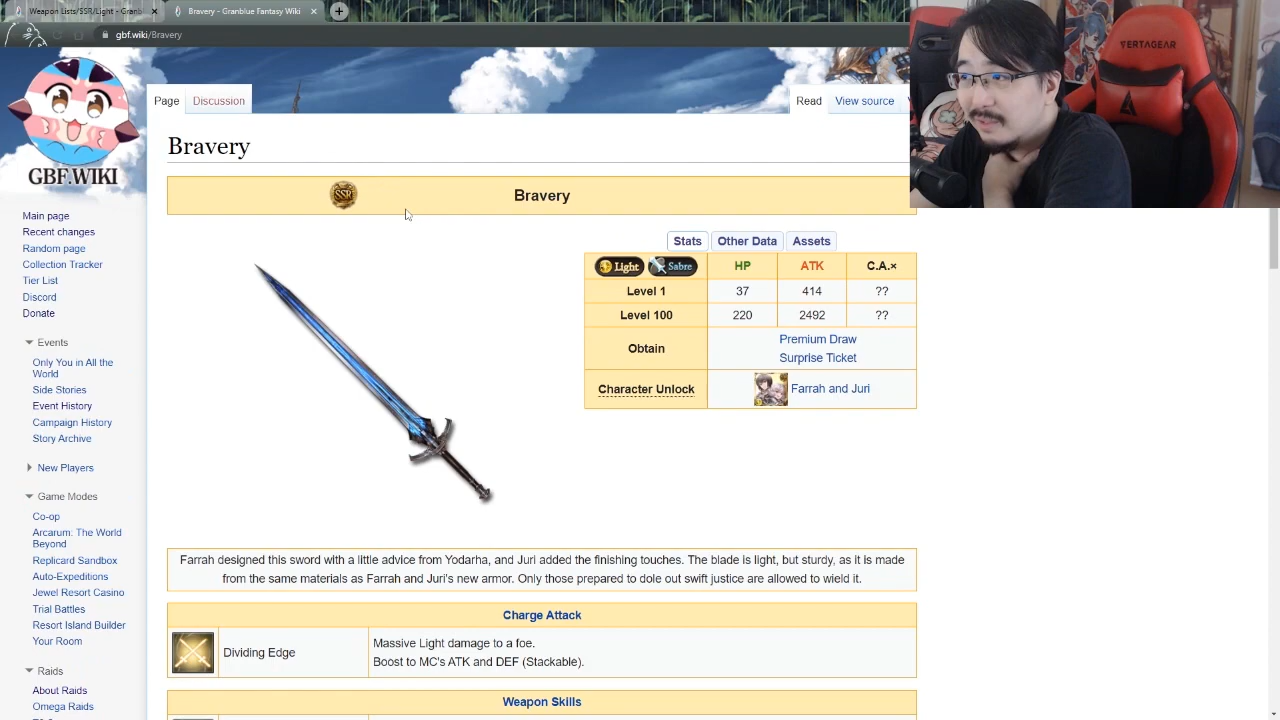 Weapon Lists/SSR/Light - Granb
Bravery - Granblue Fantasy Wiki
gbf.wiki/Bravery
Page
Discussion
Read
View source
VERTAGEAR
GBF.WIKI
Bravery
SSR
Bravery
Main page
Recent changes
Random page
Collection Tracker
Tier List
Discord
Donate
Events
Only You in All the
World
Side Stories
Event History
Campaign History
Story Archive
New Players
Game Modes
Co-op
Arcarum: The World
Beyond
Replicard Sandbox
Auto-Expeditions
Jewel Resort Casino
Trial Battles
Resort Island Builder
Your Room
Raids
About Raids
Omega Raids
Stats
Other Data
Assets
Light Sabre HP ATK C.A.×
Level 1 37 414 ??
Level 100 220 2492 ??
Obtain Premium Draw
Surprise Ticket
Character Unlock Farrah and Juri
Farrah designed this sword with a little advice from Yodarha, and Juri added the finishing touches. The blade is light, but sturdy, as it is made
from the same materials as Farrah and Juri's new armor. Only those prepared to dole out swift justice are allowed to wield it.
Charge Attack
Dividing Edge
Massive Light damage to a foe.
Boost to MC's ATK and DEF (Stackable).
Weapon Skills